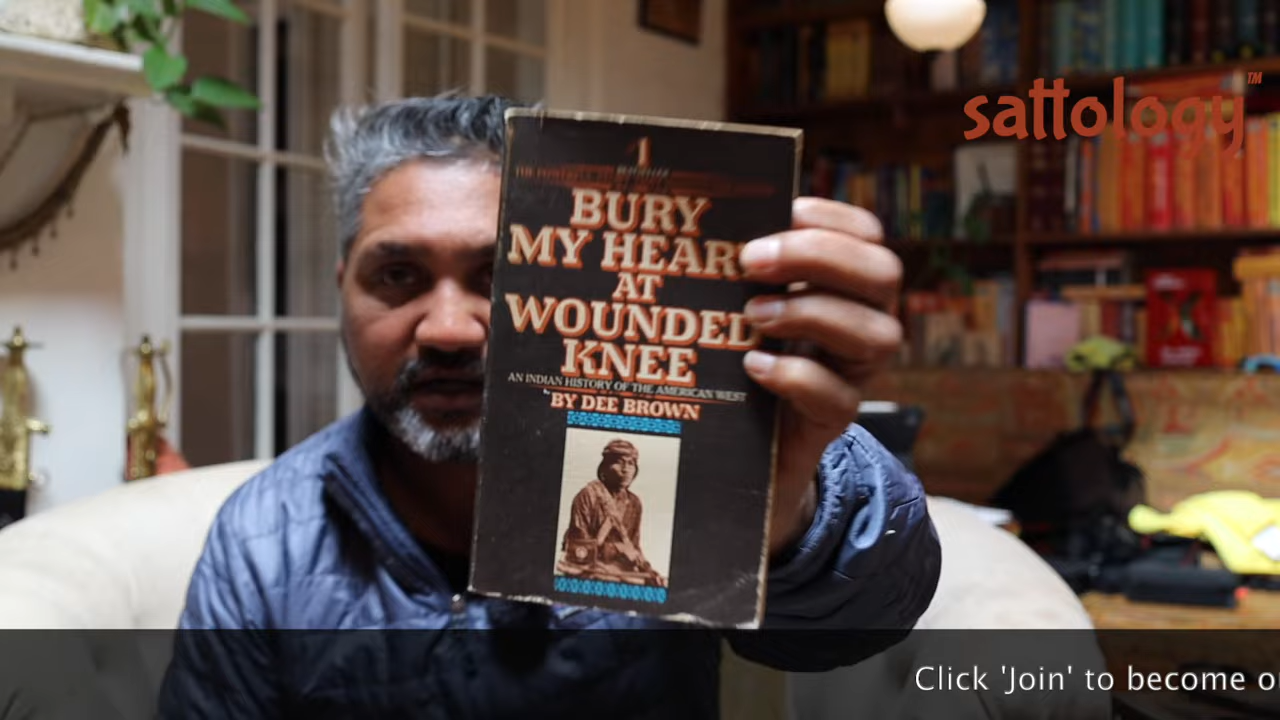 sattology™
1
BURY
MY HEAR
AT
WOUNDED
KNEE
AN INDIAN HISTORY OF THE AMERICAN WEST
BY DEE BROWN
Click 'Join' to become o